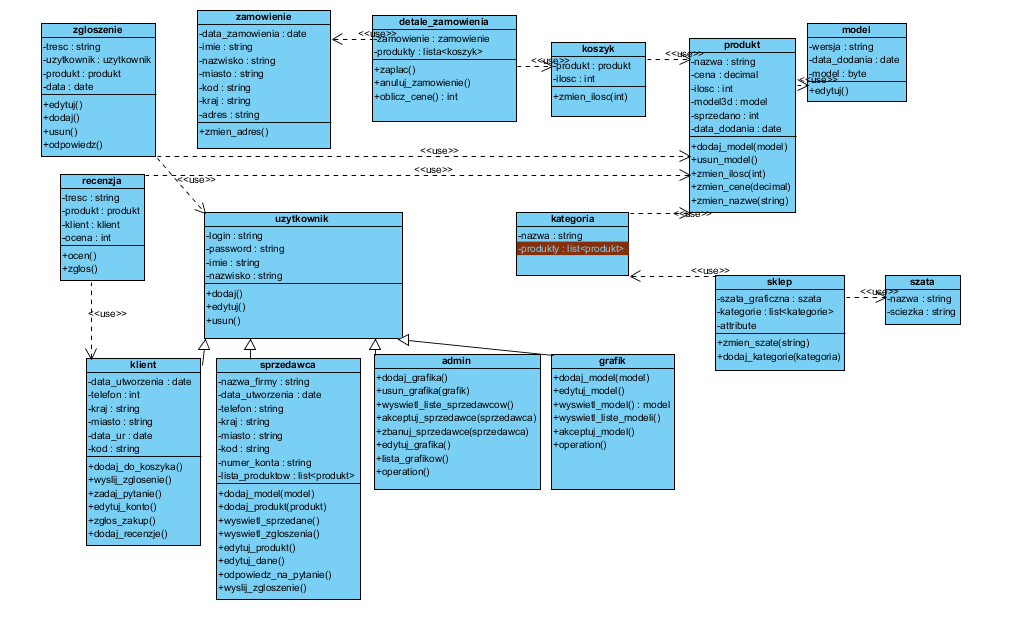 zgloszenie
-tresc : string
-uzytkownik : uzytkownik
-produkt : produkt
-data : date
+edytuj()
+dodaj()
+usun()
+odpowiedz()
zamowienie
-data_zamowienia : date
-imie : string
-nazwisko : string
-miasto : string
-kod : string
-kraj : string
-adres : string
+zmien_adres()
<<use>>
detale_zamowienia
-zamowienie : zamowienie
-produkty : lista<koszyk>
+zaplac()
+anuluj_zamowienie()
+oblicz_cene() : int
<<use>>
koszyk
-produkt : produkt
-ilosc : int
+zmien_ilosc(int)
<<use>>
produkt
-nazwa : string
-cena : decimal
-ilosc : int
-model3d : model
-sprzedano : int
-data_dodania : date
+dodaj_model(model)
+usun_model()
+zmien_ilosc(int)
+zmien_cene(decimal)
+zmien_nazwe(string)
<<use>>
model
-wersja : string
-data_dodania : date
-model : byte
+edytuj()
<<use>>
<<use>>
<<use>>
recenzja
-tresc : string
-produkt : produkt
-klient : klient
-ocena : int
+ocen()
+zglos()
<<use>>
uzytkownik
-login : string
-password : string
-imie : string
-nazwisko : string
+dodaj()
+edytuj()
+usun()
kategoria
-nazwa : string
-produkty : list<produkt>
<<use>>
<<use>>
sklep
-szata_graficzna : szata
-kategorie : list<kategorie>
-attribute
+zmien_szate(string)
+dodaj_kategorie(kategoria)
<<use>>
szata
-nazwa : string
-sciezka : string
klient
-data_utworzenia : date
-telefon : int
-kraj : string
-miasto : string
-data_ur : date
-kod : string
+dodaj_do_koszyka()
+wyslij_zglosenie()
+zadaj_pytanie()
+edytuj_konto()
+zglos_zakup()
+dodaj_recenzje()
sprzedawca
-nazwa_firmy : string
-data_utworzenia : date
-telefon : string
-kraj : string
-miasto : string
-kod : string
-numer_konta : string
-lista_produktow : list<produkt>
+dodaj_model(model)
+dodaj_produkt(produkt)
+wyswietl_sprzedane()
+wyswietl_zgloszenia()
+edytuj_produkt()
+edytuj_dane()
+odpowiedz_na_pytanie()
+wyslij_zgloszenie()
admin
+dodaj_grafika()
+usun_grafika(grafik)
+wyswietl_liste_sprzedawcow()
+akceptuj_sprzedawce(sprzedawca)
+zbanuj_sprzedawce(sprzedawca)
+edytuj_grafika()
+lista_grafikow()
+operation()
grafik
+dodaj_model(model)
+edytuj_model()
+wyswietl_model() : model
+wyswietl_liste_modeli()
+akceptuj_model()
+operation()